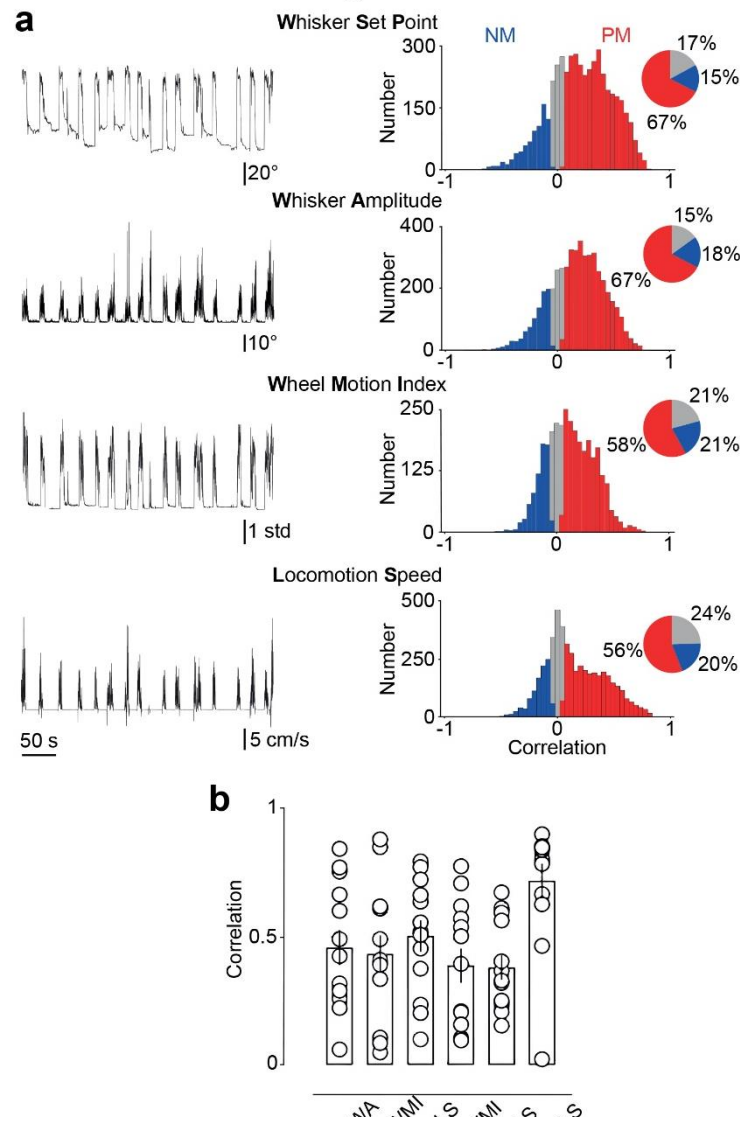 a
Whisker Set Point
NM
PM
Number
300
150
0
-1
0
1
17%
15%
67%
20°
Whisker Amplitude
Number
400
200
0
-1
0
1
15%
18%
67%
10°
Wheel Motion Index
Number
250
125
0
-1
0
1
21%
21%
58%
1 std
Locomotion Speed
Number
500
250
0
-1
0
1
24%
20%
56%
50 s
5 cm/s
Correlation
b
Correlation
1
0.5
0